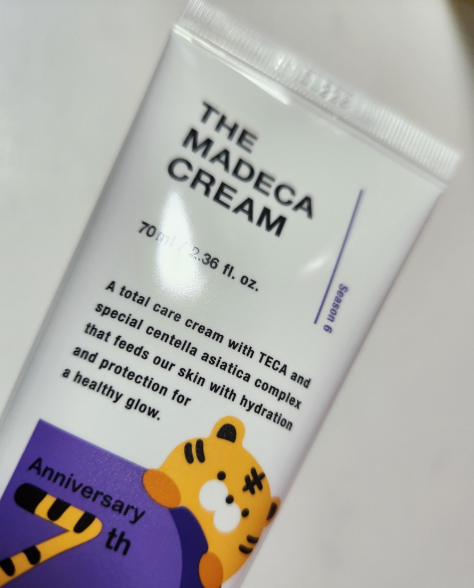 THE
MADECA
CREAM
70ml / 2.36 fl. oz.
Season 6
A total care cream with TECA and
special centella asiatica complex
that feeds our skin with hydration
and protection for
a healthy glow.
Anniversary
7th